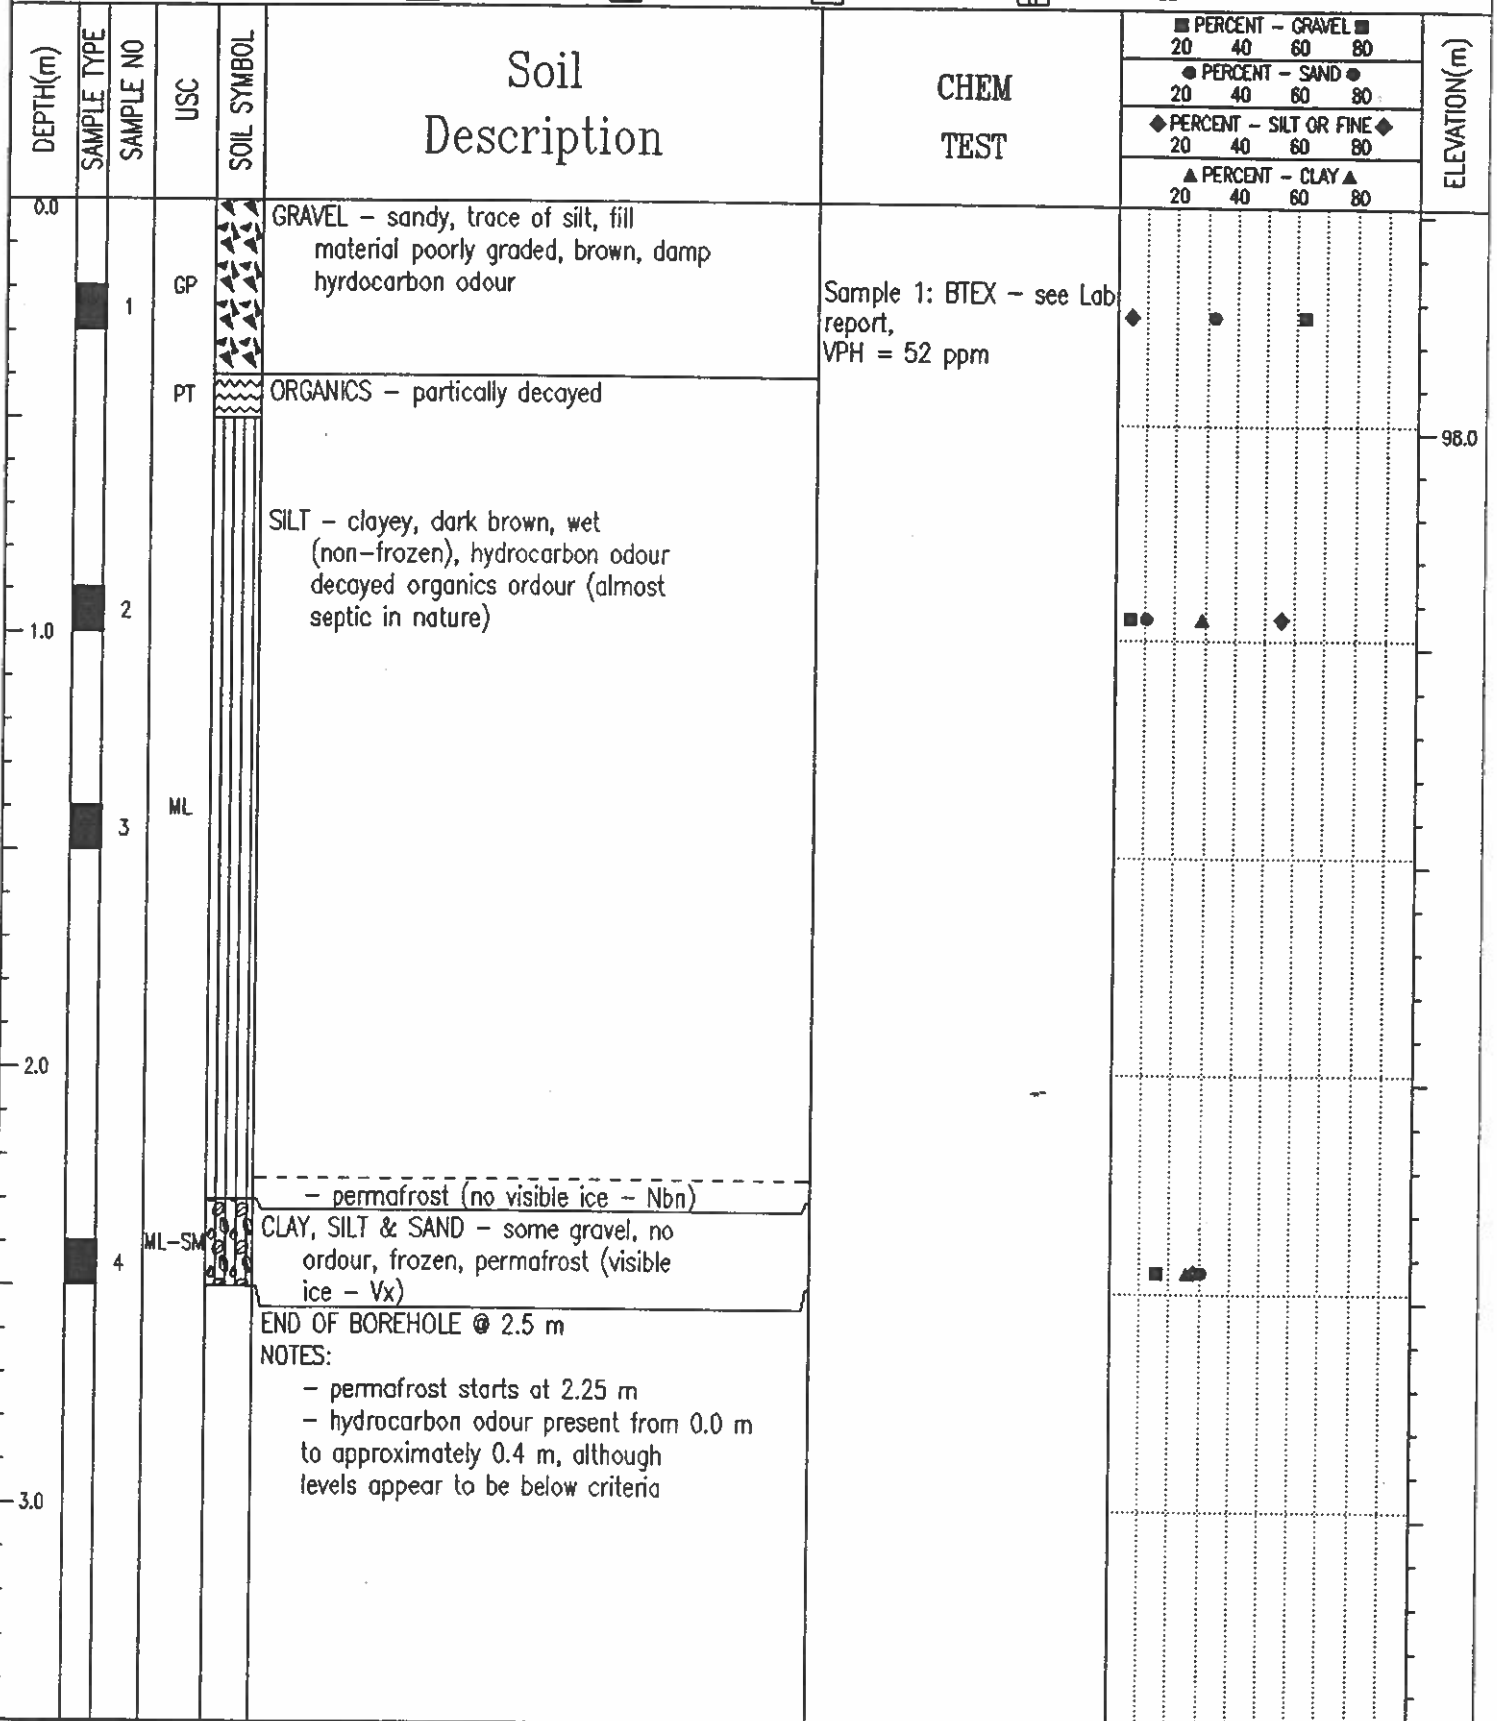 DEPTH(m)
SAMPLE TYPE
SAMPLE NO
USC
SOIL SYMBOL
Soil
Description
CHEM
TEST
■ PERCENT – GRAVEL ■
20 40 60 80
● PERCENT – SAND ●
20 40 60 80
◆ PERCENT – SILT OR FINE ◆
20 40 60 80
▲ PERCENT – CLAY ▲
20 40 60 80
ELEVATION(m)
0.0
GRAVEL – sandy, trace of silt, fill
material poorly graded, brown, damp
hyrdocarbon odour
GP
1
Sample 1: BTEX – see Lab
report,
VPH = 52 ppm
PT
ORGANICS – partically decayed
98.0
SILT – clayey, dark brown, wet
(non-frozen), hydrocarbon odour
decayed organics ordour (almost
septic in nature)
2
1.0
ML
3
2.0
– permafrost (no visible ice – Nbn)
ML-SM
4
CLAY, SILT & SAND – some gravel, no
ordour, frozen, permafrost (visible
ice – Vx)
END OF BOREHOLE @ 2.5 m
NOTES:
– permafrost starts at 2.25 m
– hydrocarbon odour present from 0.0 m
to approximately 0.4 m, although
levels appear to be below criteria
3.0